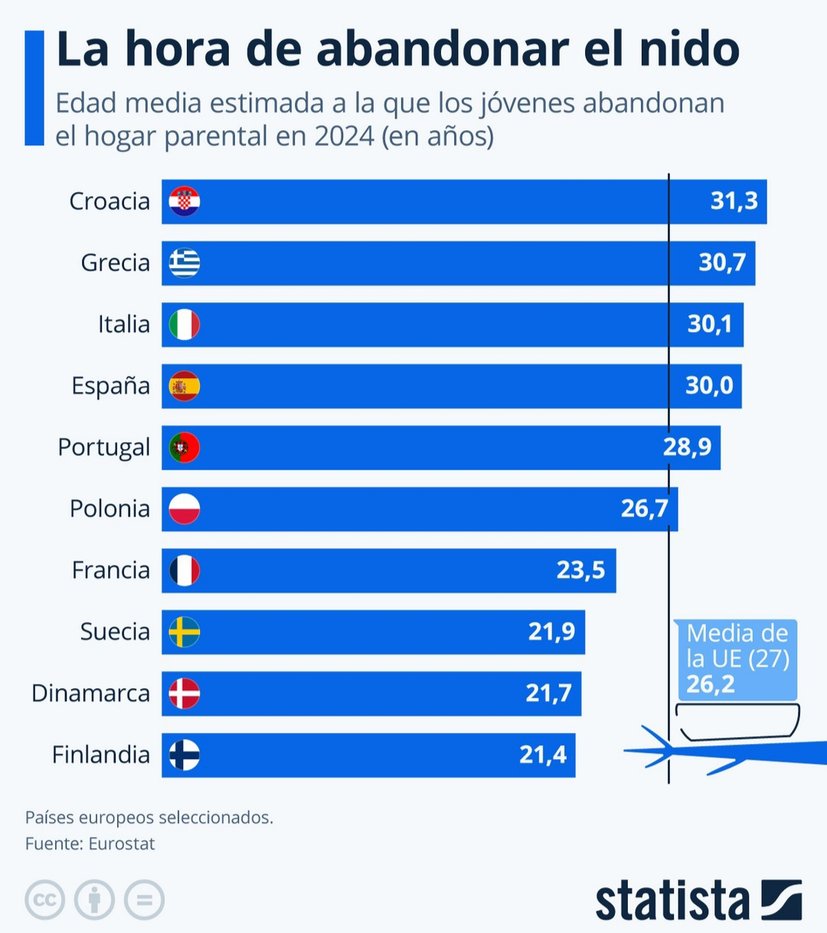 La hora de abandonar el nido
Edad media estimada a la que los jóvenes abandonan
el hogar parental en 2024 (en años)
Croacia 31,3
Grecia 30,7
Italia 30,1
España 30,0
Portugal 28,9
Polonia 26,7
Francia 23,5
Suecia 21,9
Dinamarca 21,7
Finlandia 21,4
Media de
la UE (27)
26,2
Países europeos seleccionados.
Fuente: Eurostat
cc
statista